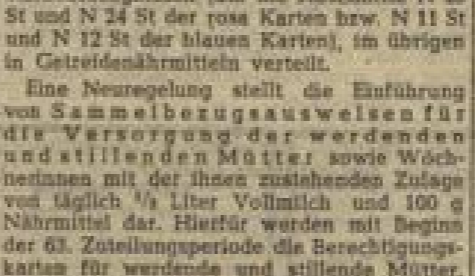 St und N 24 St der rosa Karten bzw. N 11 St
und N 12 St der blauen Karten), im übrigen
in Getreidenährmitteln verteilt.
Eine Neuregelung stellt die Einführung
von Sammelbezugsausweisen für
die Versorgung der werdenden
und stillenden Mütter sowie Wöch-
nerinnen mit der ihnen zustehenden Zulage
von täglich Liter Vollmilch und 100 g
Nährmittel dar. Hierfür werden mit Beginn
der 63. Zuteilungsperiode die Berechtigungs-
karten für werdende und stillende Mütter,